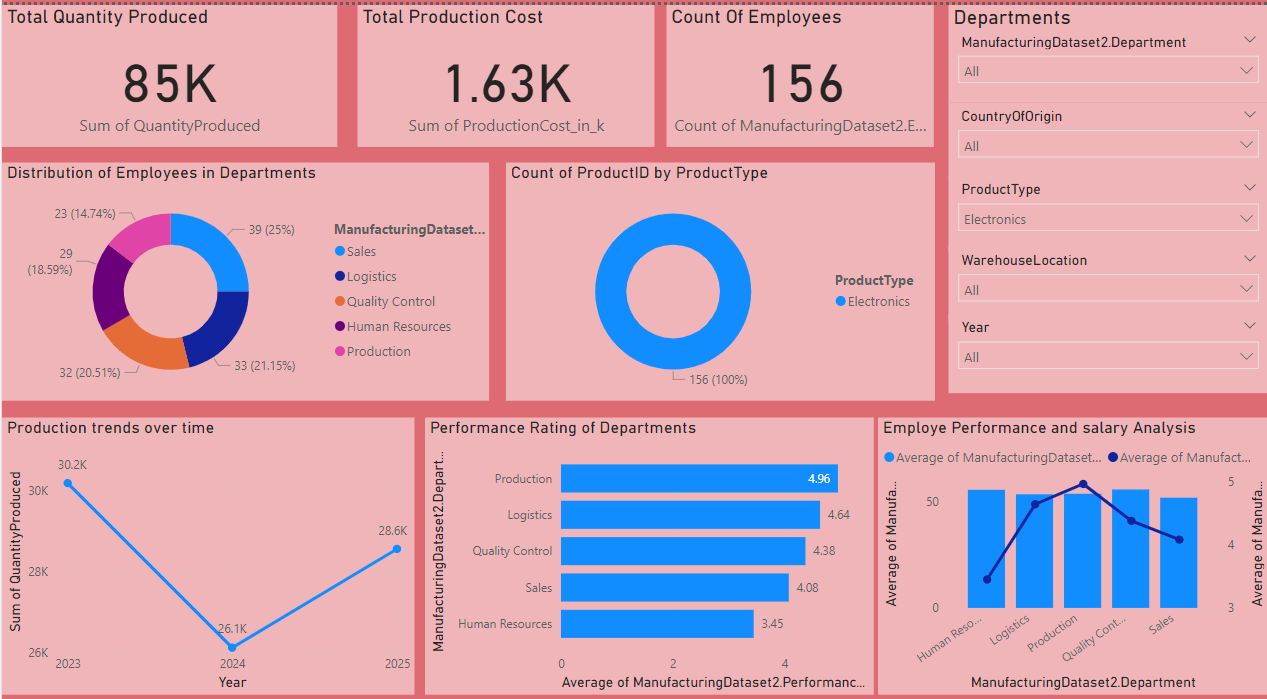 Total Quantity Produced
85K
Sum of QuantityProduced
Total Production Cost
1.63K
Sum of ProductionCost_in_k
Count Of Employees
156
Count of ManufacturingDataset2.E...
Departments
ManufacturingDataset2.Department
All
CountryOfOrigin
All
ProductType
Electronics
WarehouseLocation
All
Year
All
Distribution of Employees in Departments
23 (14.74%)
39 (25%)
29
(18.59%)
32 (20.51%)
33 (21.15%)
ManufacturingDataset...
Sales
Logistics
Quality Control
Human Resources
Production
Count of ProductID by ProductType
156 (100%)
ProductType
Electronics
Production trends over time
Sum of QuantityProduced
30K
28K
26K
30.2K
26.1K
28.6K
2023
2024
2025
Year
Performance Rating of Departments
ManufacturingDataset2.Depart...
Production
4.96
Logistics
4.64
Quality Control
4.38
Sales
4.08
Human Resources
3.45
0
2
4
Average of ManufacturingDataset2.Performanc...
Employe Performance and salary Analysis
Average of ManufacturingDataset...
Average of Manufact...
Average of Manufa...
50
0
5
4
3
Average of Manufa...
Human Reso...
Logistics
Production
Quality Cont...
Sales
ManufacturingDataset2.Department